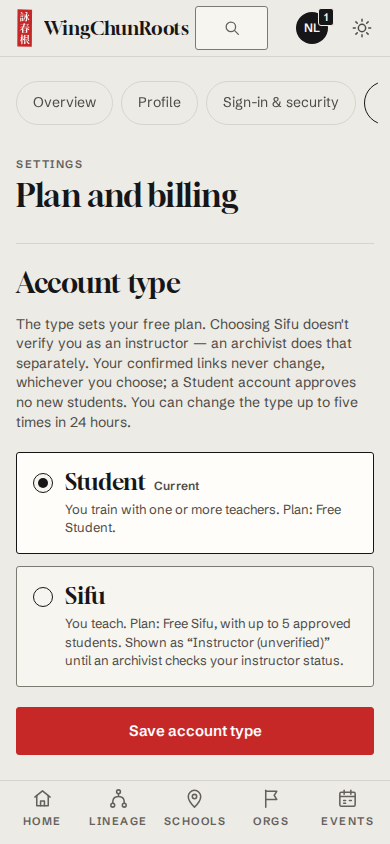 詠春根
WingChunRoots
NL
1
Overview
Profile
Sign-in & security
SETTINGS
Plan and billing
Account type
The type sets your free plan. Choosing Sifu doesn't
verify you as an instructor — an archivist does that
separately. Your confirmed links never change,
whichever you choose; a Student account approves
no new students. You can change the type up to five
times in 24 hours.
Student Current
You train with one or more teachers. Plan: Free
Student.
Sifu
You teach. Plan: Free Sifu, with up to 5 approved
students. Shown as “Instructor (unverified)”
until an archivist checks your instructor status.
Save account type
HOME
LINEAGE
SCHOOLS
ORGS
EVENTS